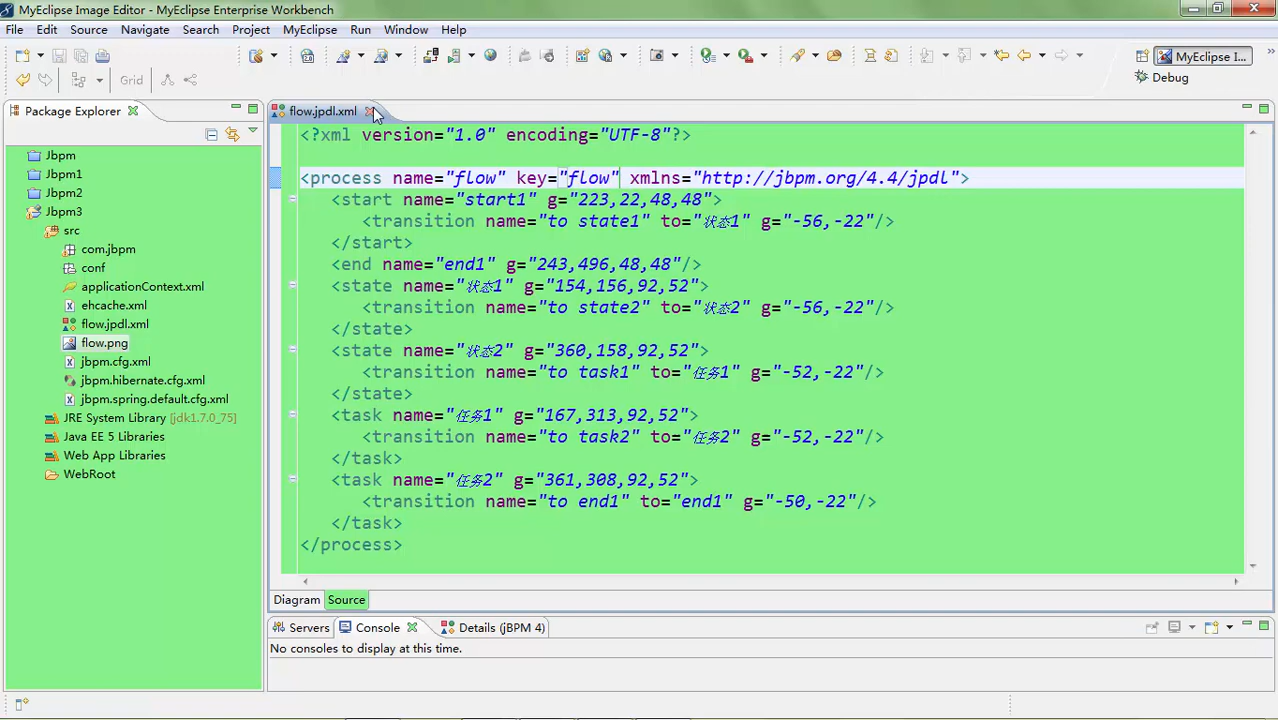 MyEclipse Image Editor - MyEclipse Enterprise Workbench
File Edit Source Navigate Search Project MyEclipse Run Window Help
MyEclipse I...
Grid
Debug
Package Explorer
flow.jpdl.xml
Jbpm
Jbpm1
Jbpm2
Jbpm3
src
com.jbpm
conf
applicationContext.xml
ehcache.xml
flow.jpdl.xml
flow.png
jbpm.cfg.xml
jbpm.hibernate.cfg.xml
jbpm.spring.default.cfg.xml
JRE System Library [jdk1.7.0_75]
Java EE 5 Libraries
Web App Libraries
WebRoot
<?xml version="1.0" encoding="UTF-8"?>
<process name="flow" key="flow" xmlns="http://jbpm.org/4.4/jpdl">
<start name="start1" g="223,22,48,48">
<transition name="to state1" to="状态1" g="-56,-22"/>
</start>
<end name="end1" g="243,496,48,48"/>
<state name="状态1" g="154,156,92,52">
<transition name="to state2" to="状态2" g="-56,-22"/>
</state>
<state name="状态2" g="360,158,92,52">
<transition name="to task1" to="任务1" g="-52,-22"/>
</state>
<task name="任务1" g="167,313,92,52">
<transition name="to task2" to="任务2" g="-52,-22"/>
</task>
<task name="任务2" g="361,308,92,52">
<transition name="to end1" to="end1" g="-50,-22"/>
</task>
</process>
Diagram Source
Servers Console Details (jBPM 4)
No consoles to display at this time.